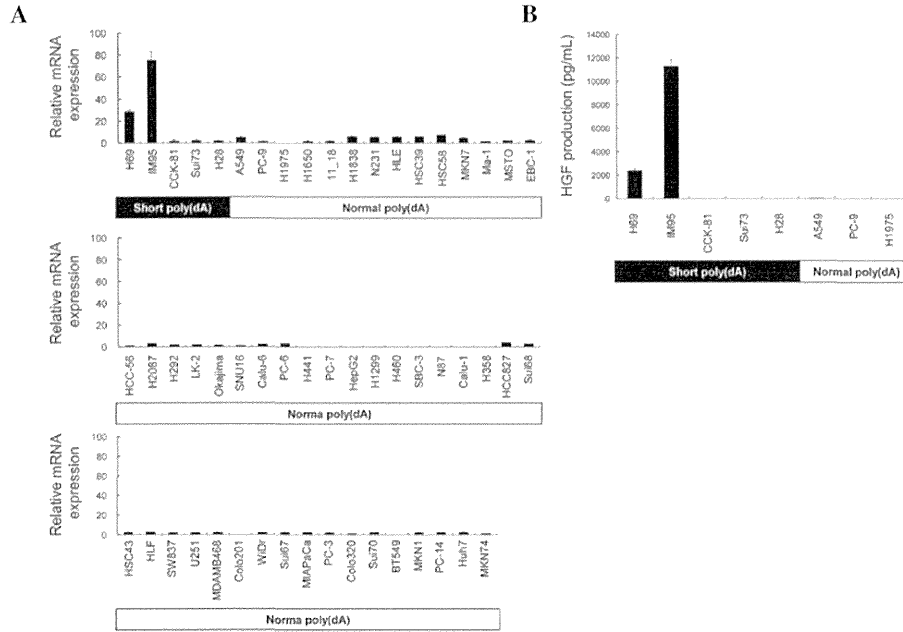 A
Relative mRNA
expression
100
80
60
40
20
0
H69
IM95
CCK-81
Sui73
H28
A549
PC-9
H1975
H1650
11_18
H1838
N231
HLE
HSC39
HSC58
MKN7
Ma-1
MSTO
EBC-1
Short poly(dA)
Normal poly(dA)
Relative mRNA
expression
100
80
60
40
20
0
HCC-56
H2087
H292
LK-2
Okajima
SNU16
Calu-6
PC-6
H441
PC-7
HepG2
H1299
H460
SBC-3
N87
Calu-1
H358
HCC827
Sui68
Norma poly(dA)
Relative mRNA
expression
100
80
60
40
20
0
HSC43
HLF
SW837
U251
MDAMB468
Colo201
WiDr
Sui67
MIAPaCa
PC-3
Colo320
Sui70
BT549
MKN1
PC-14
Huh7
MKN74
Norma poly(dA)
B
HGF production (pg/mL)
14000
12000
10000
8000
6000
4000
2000
0
H69
IM95
CCK-81
Sui73
H28
A549
PC-9
H1975
Short poly(dA)
Normal poly(dA)